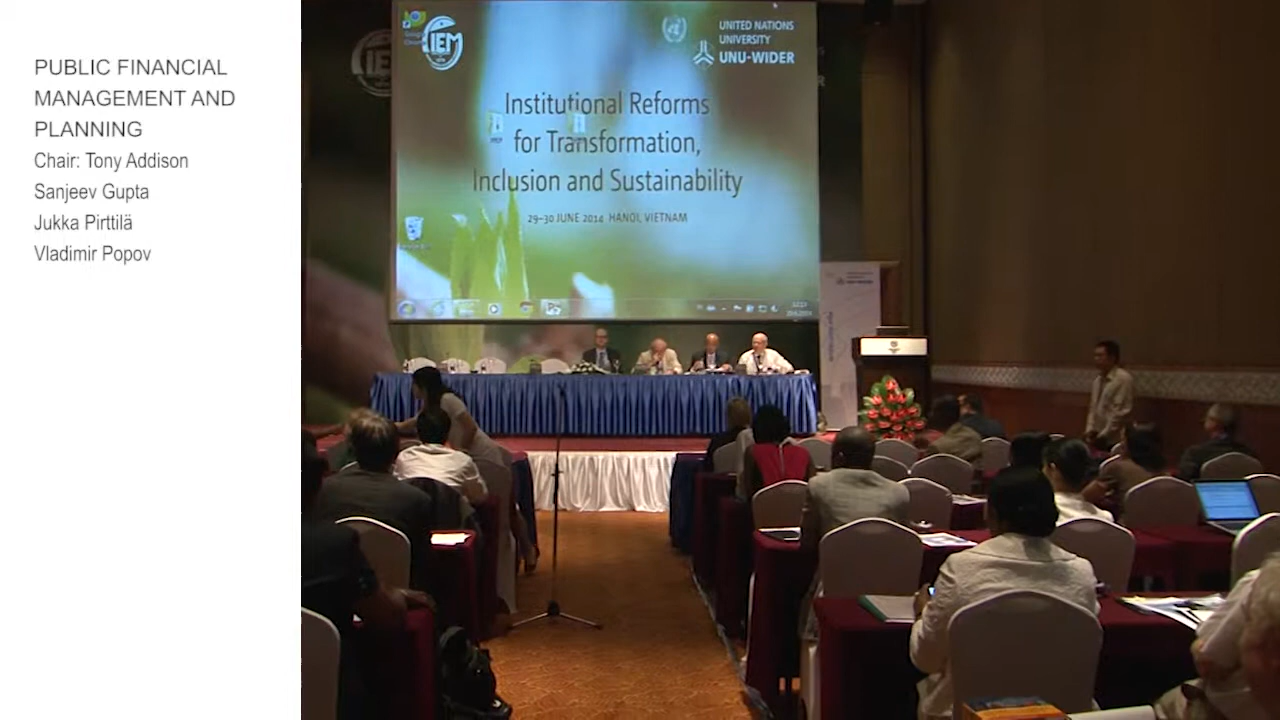 PUBLIC FINANCIAL
MANAGEMENT AND
PLANNING
Chair: Tony Addison
Sanjeev Gupta
Jukka Pirttilä
Vladimir Popov
CIEM
UNITED NATIONS
UNIVERSITY
UNU-WIDER
Institutional Reforms
for Transformation,
Inclusion and Sustainability
29–30 JUNE 2014 HANOI, VIETNAM